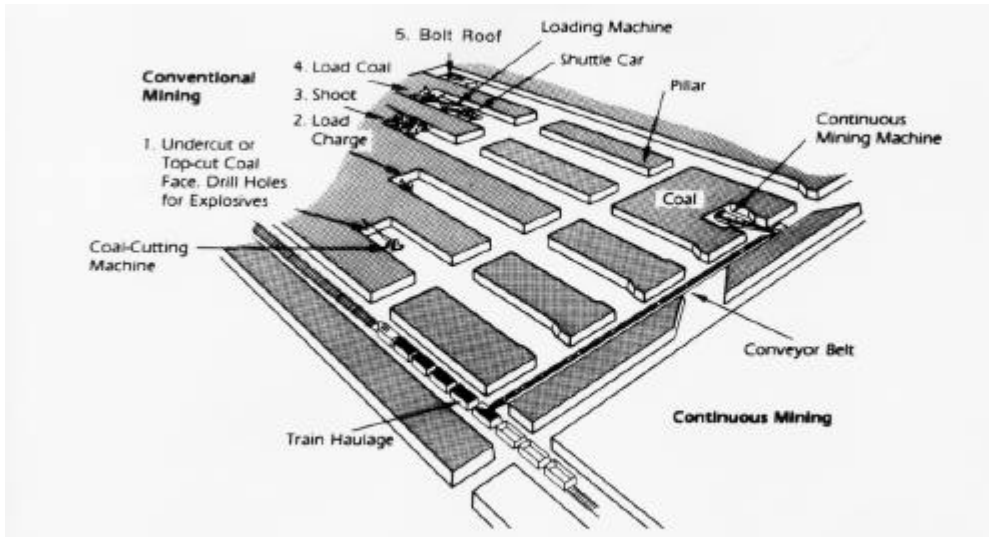 5. Bolt Roof
Loading Machine
Shuttle Car
4. Load Coal
3. Shoot
2. Load
Charge
Conventional
Mining
1. Undercut or
Top-cut Coal
Face. Drill Holes
for Explosives
Pillar
Continuous
Mining Machine
Coal
Coal-Cutting
Machine
Conveyor Belt
Train Haulage
Continuous Mining